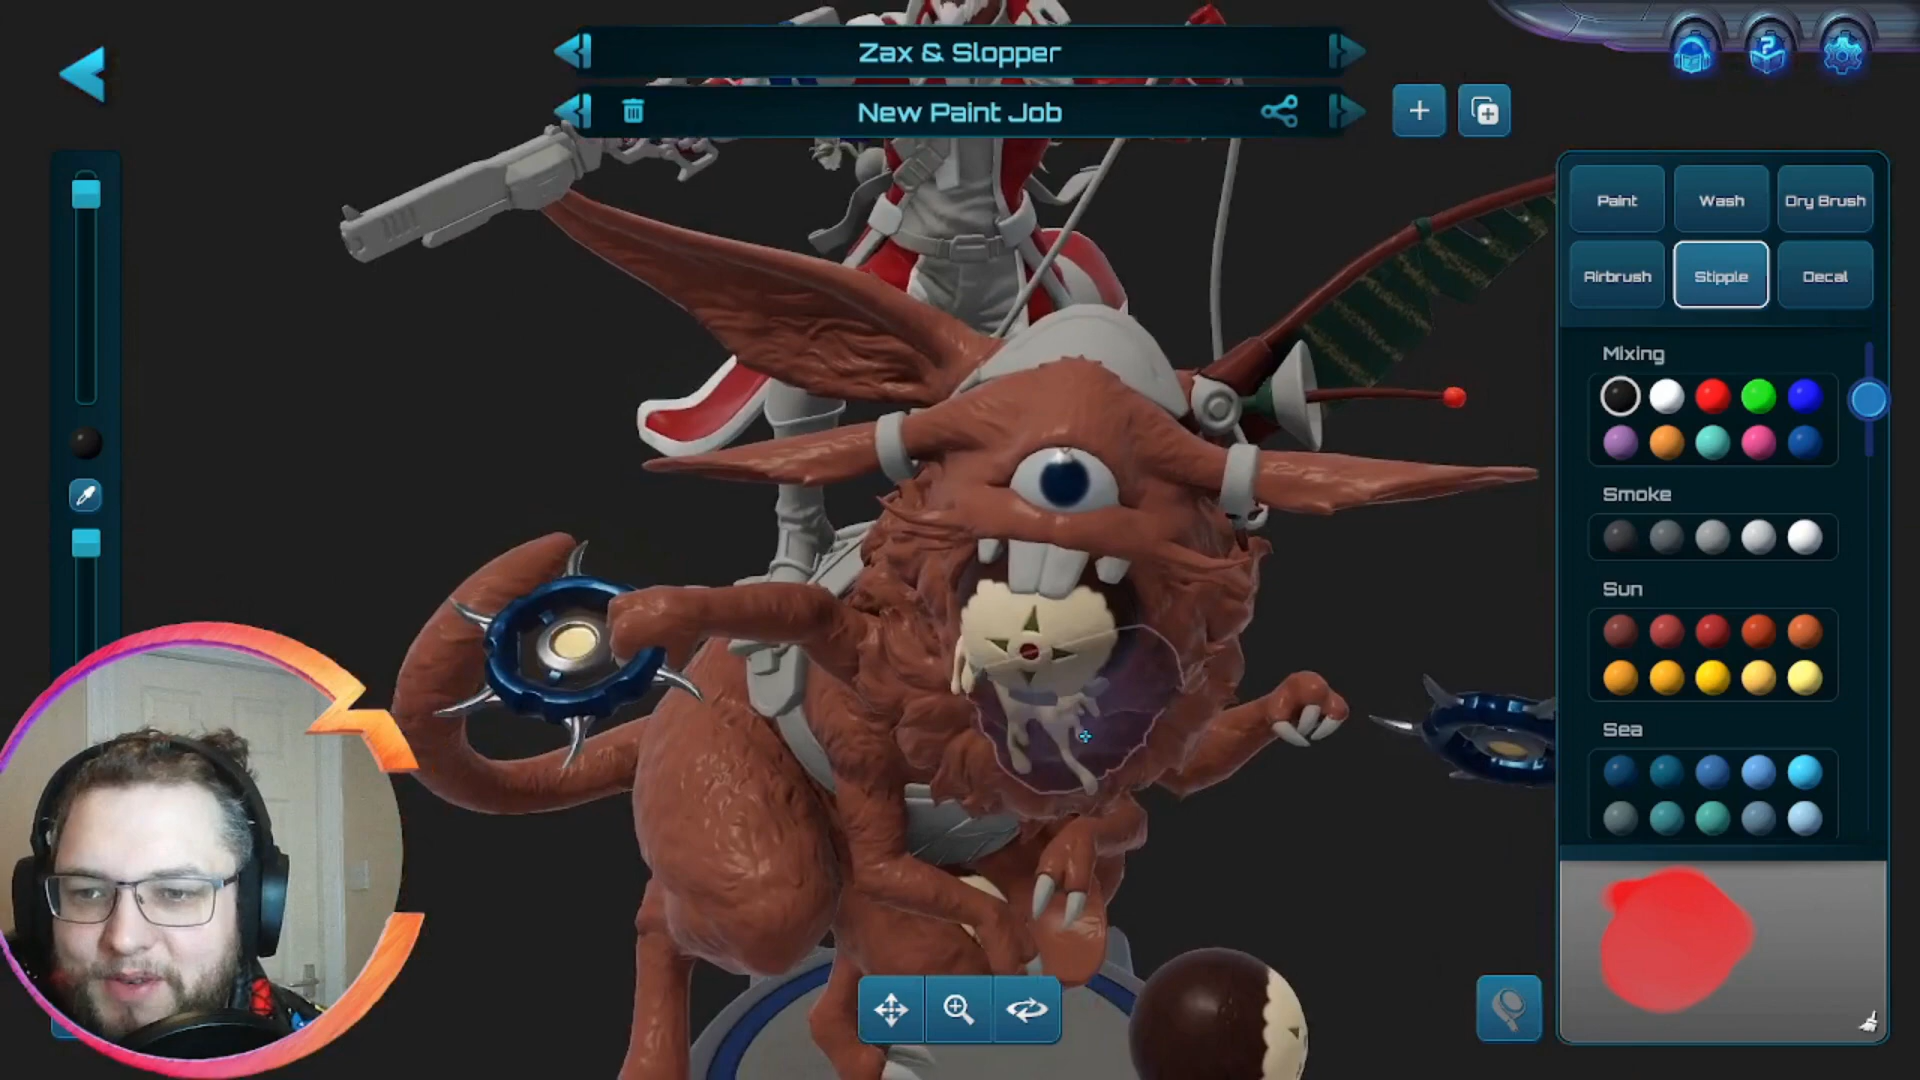 Zax & Slopper
New Paint Job
Paint
Wash
Dry Brush
Airbrush
Stipple
Decal
Mixing
Smoke
Sun
Sea